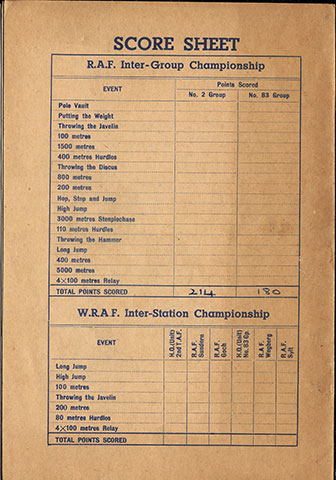 SCORE SHEET
R.A.F. Inter-Group Championship
EVENT
Points Scored
No. 2 Group No. 83 Group
Pole Vault
Putting the Weight
Throwing the Javelin
100 metres
1500 metres
400 metres Hurdles
Throwing the Discus
800 metres
200 metres
Hop, Step and Jump
High Jump
3000 metres Steeplechase
110 metres Hurdles
Throwing the Hammer
Long Jump
400 metres
5000 metres
4×100 metres Relay
TOTAL POINTS SCORED 214 180
W.R.A.F. Inter-Station Championship
EVENT
H.Q.(Unit) 2nd T.A.F.
R.A.F. Sundern
R.A.F. Goch
H.Q.(Unit) No. 83 Gp.
R.A.F. Wegberg
R.A.F. Sylt
Long Jump
High Jump
100 metres
Throwing the Javelin
200 metres
80 metres Hurdles
4×100 metres Relay
TOTAL POINTS SCORED